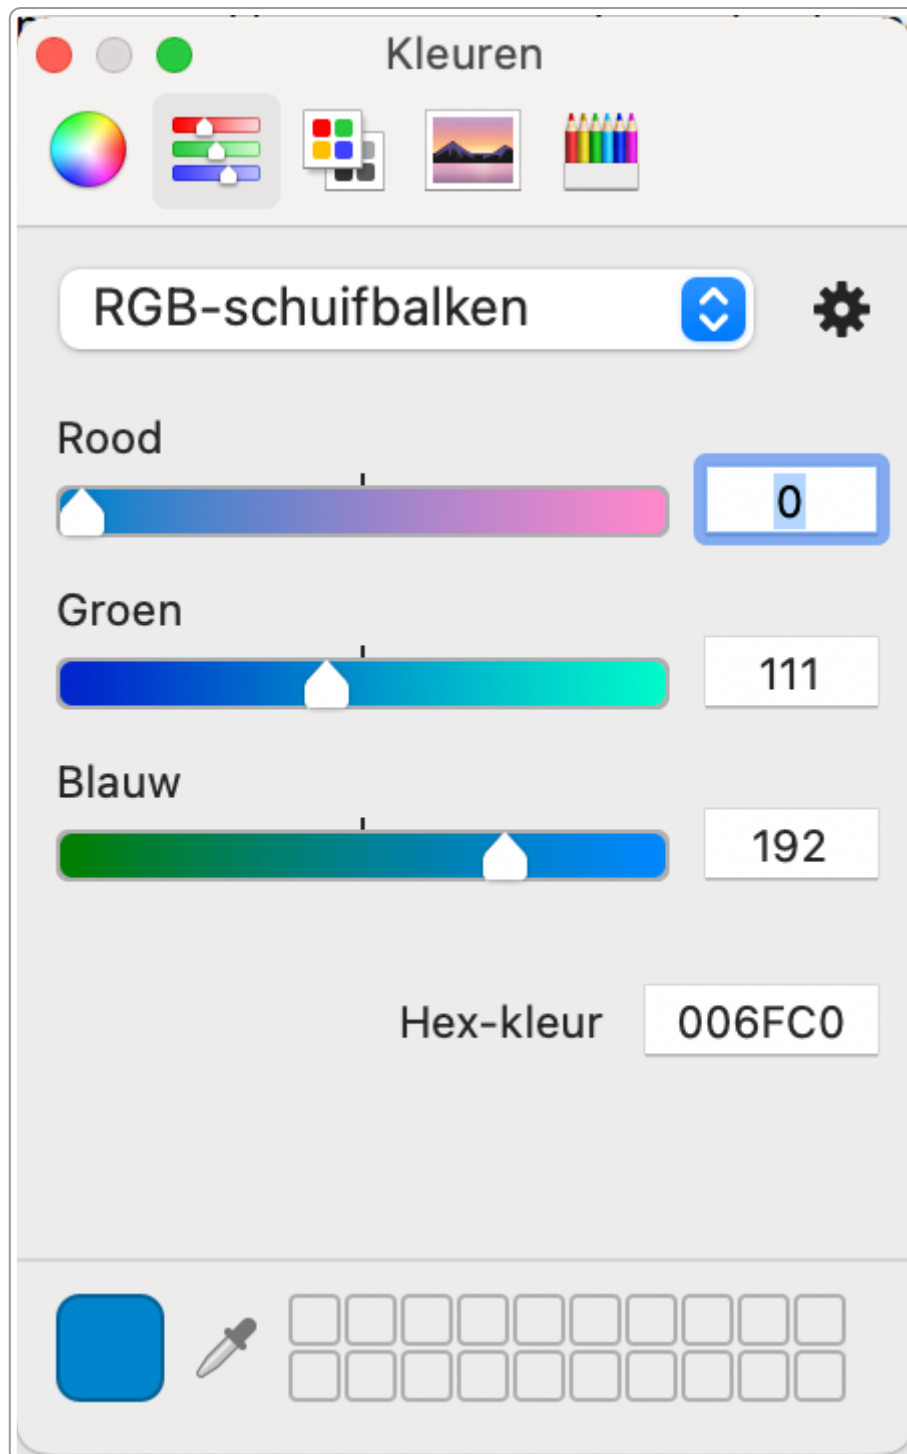 Kleuren
RGB-schuifbalken
Rood
0
Groen
111
Blauw
192
Hex-kleur 006FC0